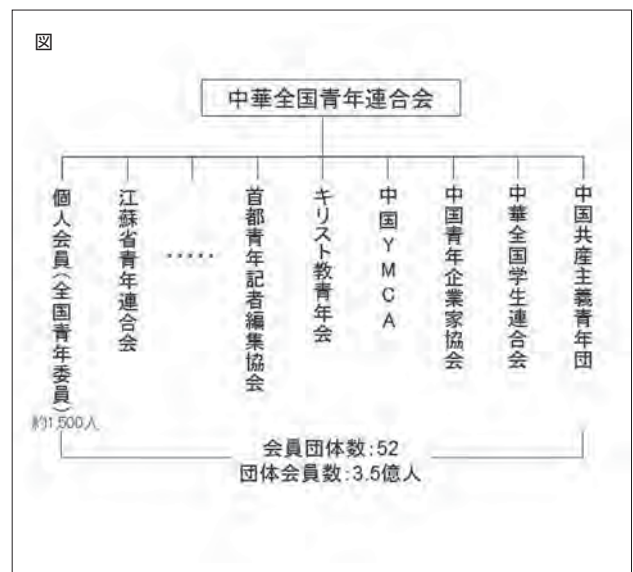 図
中華全国青年連合会
中国共産主義青年団
中華全国学生連合会
中国青年企業家協会
中国YMCA
キリスト教青年会
首都青年記者編集協会
・・・・・
江蘇省青年連合会
個人会員(全国青年委員)
約1,500人
会員団体数:52
団体会員数:3.5億人